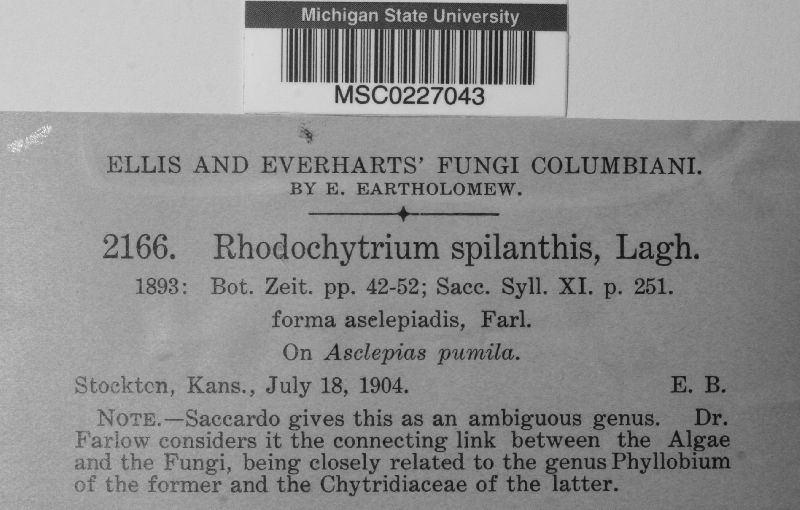 Michigan State University
MSC0227043
ELLIS AND EVERHARTS' FUNGI COLUMBIANI.
BY E. EARTHOLOMEW.
2166. Rhodochytrium spilanthis, Lagh.
1893: Bot. Zeit. pp. 42-52; Sacc. Syll. XI. p. 251.
forma asclepiadis, Farl.
On Asclepias pumila.
Stockton, Kans., July 18, 1904. E. B.
NOTE.—Saccardo gives this as an ambiguous genus. Dr.
Farlow considers it the connecting link between the Algae
and the Fungi, being closely related to the genus Phyllobium
of the former and the Chytridiaceae of the latter.